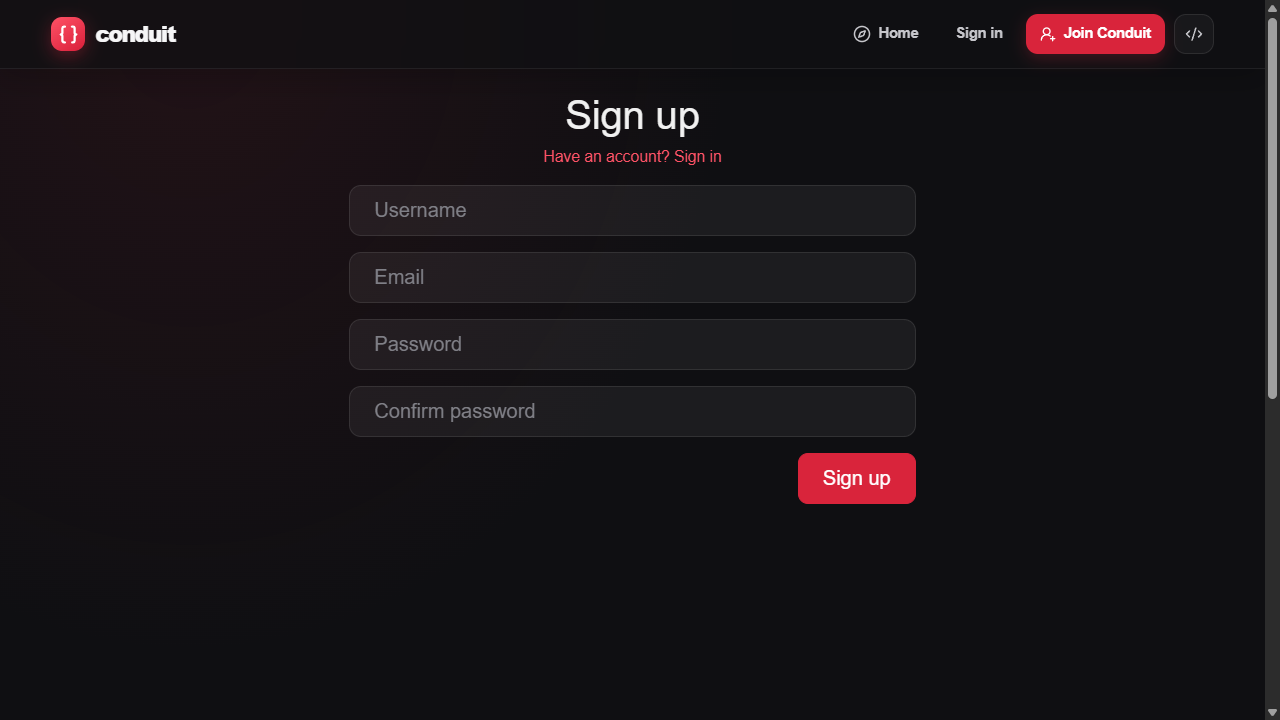 { } conduit
Home
Sign in
Join Conduit
</>
Sign up
Have an account? Sign in
Username
Email
Password
Confirm password
Sign up